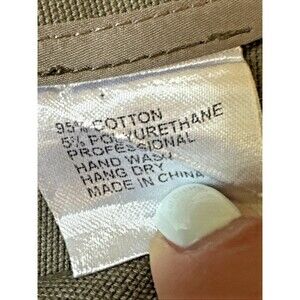 95% COTTON
5% POLYURETHANE
PROFESSIONAL
HAND WASH
HANG DRY
MADE IN CHINA